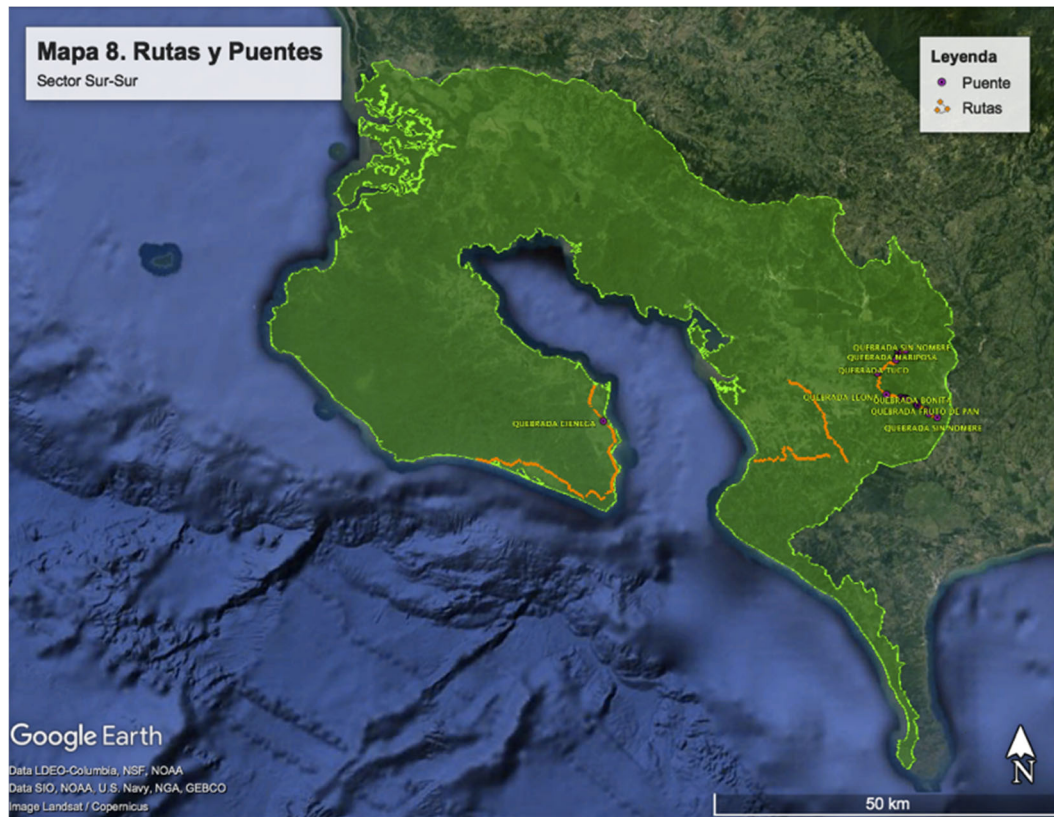 Mapa 8. Rutas y Puentes
Sector Sur-Sur
Leyenda
Puente
Rutas
QUEBRADA SIN NOMBRE
QUEBRADA MARIPOSA
QUEBRADA TUCO
QUEBRADA LEONA
QUEBRADA BONITA
QUEBRADA FRUTO DE PAN
QUEBRADA SIN NOMBRE
QUEBRADA CIENEGA
Google Earth
Data LDEO-Columbia, NSF, NOAA
Data SIO, NOAA, U.S. Navy, NGA, GEBCO
Image Landsat / Copernicus
N
50 km